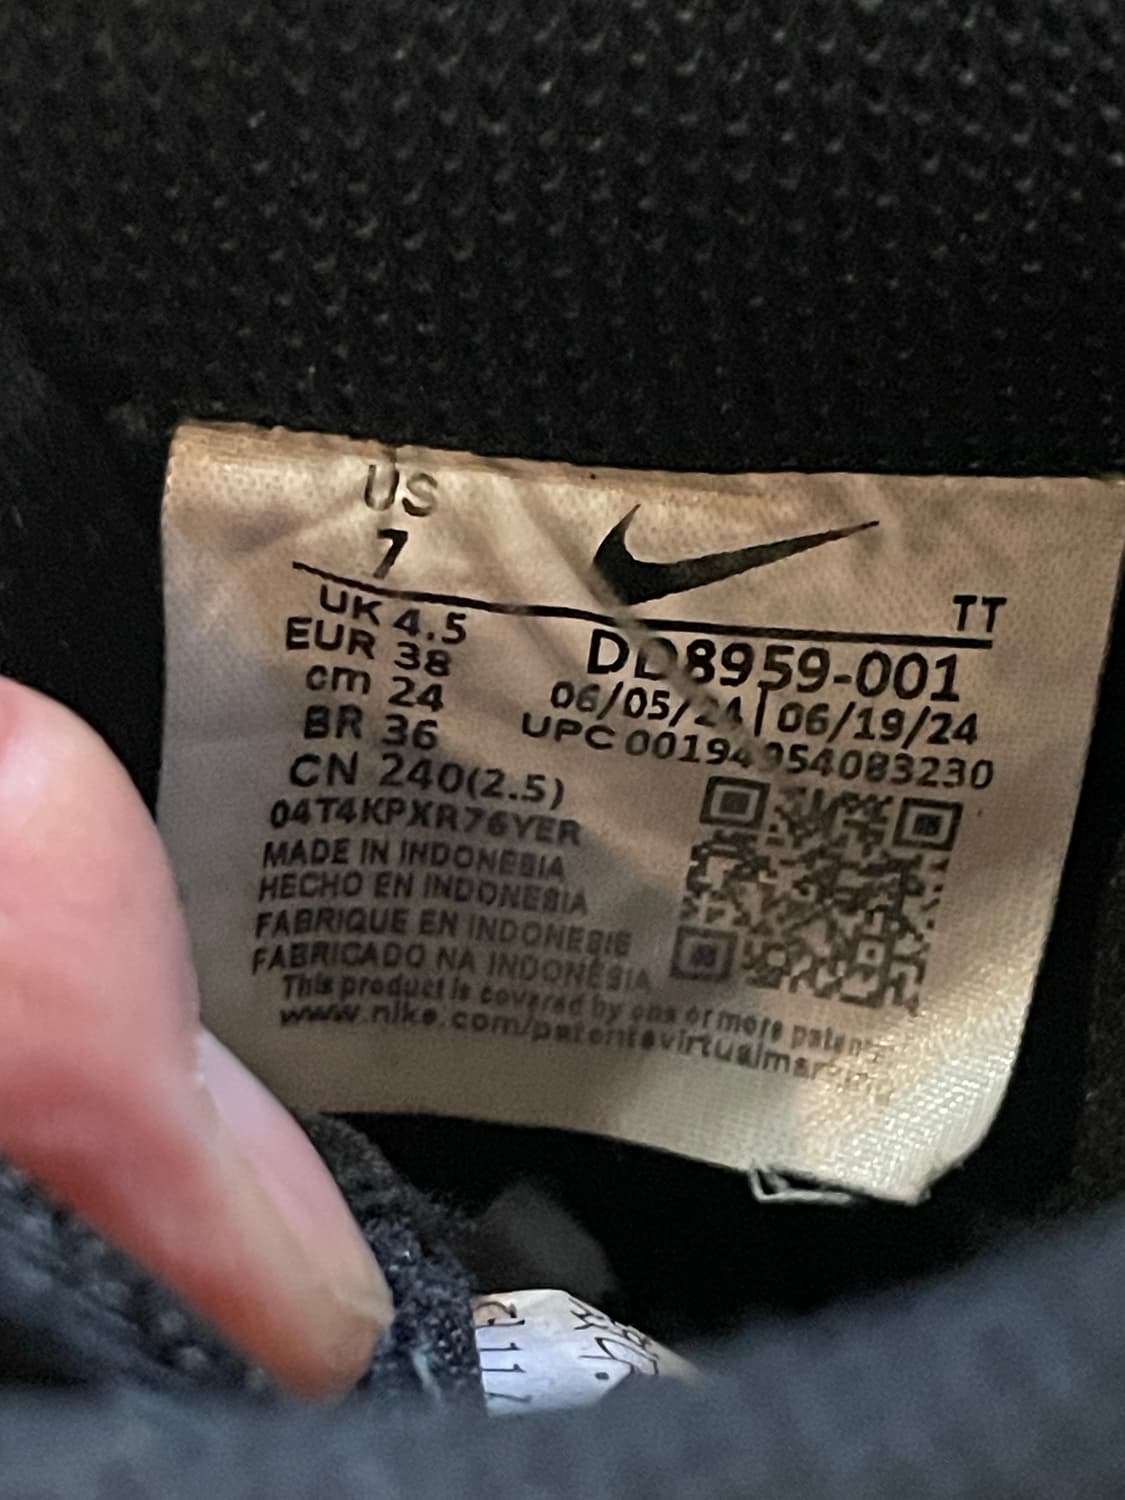 US
7
TT
UK 4.5
EUR 38
cm 24
BR 36
CN 240(2.5)
04T4KPXR76YER
MADE IN INDONESIA
HECHO EN INDONESIA
FABRIQUE EN INDONESIE
FABRICADO NA INDONÉSIA
DD8959-001
06/05/24 | 06/19/24
UPC 00194954083230
This product is covered by one or more patents
www.nike.com/patentsvirtualmarking